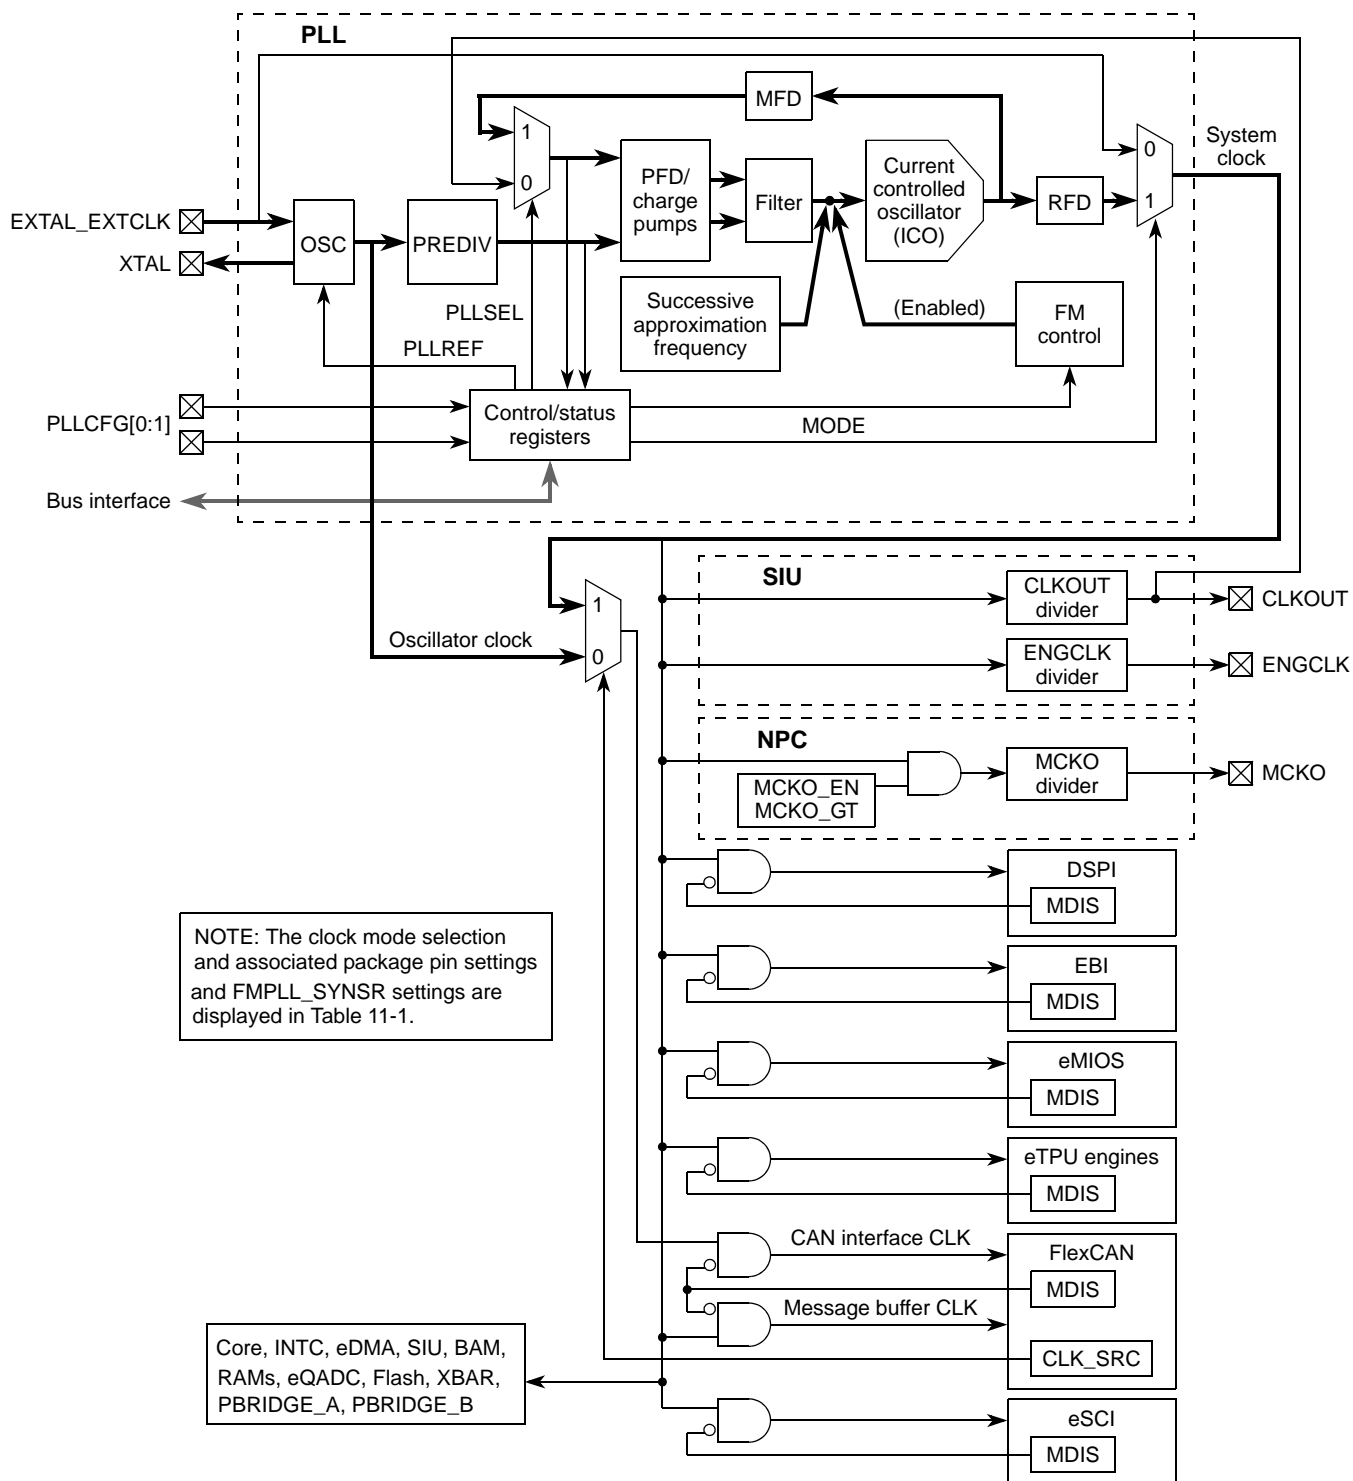 PLL
MFD
1
0
System
clock
0
1
PFD/
charge
pumps
Filter
Current
controlled
oscillator
(ICO)
RFD
EXTAL_EXTCLK
XTAL
OSC
PREDIV
PLLSEL
PLLREF
Successive
approximation
frequency
(Enabled)
FM
control
PLLCFG[0:1]
Control/status
registers
MODE
Bus interface
SIU
1
0
Oscillator clock
CLKOUT
divider
CLKOUT
ENGCLK
divider
ENGCLK
NPC
MCKO_EN
MCKO_GT
MCKO
divider
MCKO
DSPI
MDIS
NOTE: The clock mode selection
and associated package pin settings
and FMPLL_SYNSR settings are
displayed in Table 11-1.
EBI
MDIS
eMIOS
MDIS
eTPU engines
MDIS
CAN interface CLK
FlexCAN
MDIS
Message buffer CLK
CLK_SRC
Core, INTC, eDMA, SIU, BAM,
RAMs, eQADC, Flash, XBAR,
PBRIDGE_A, PBRIDGE_B
eSCI
MDIS